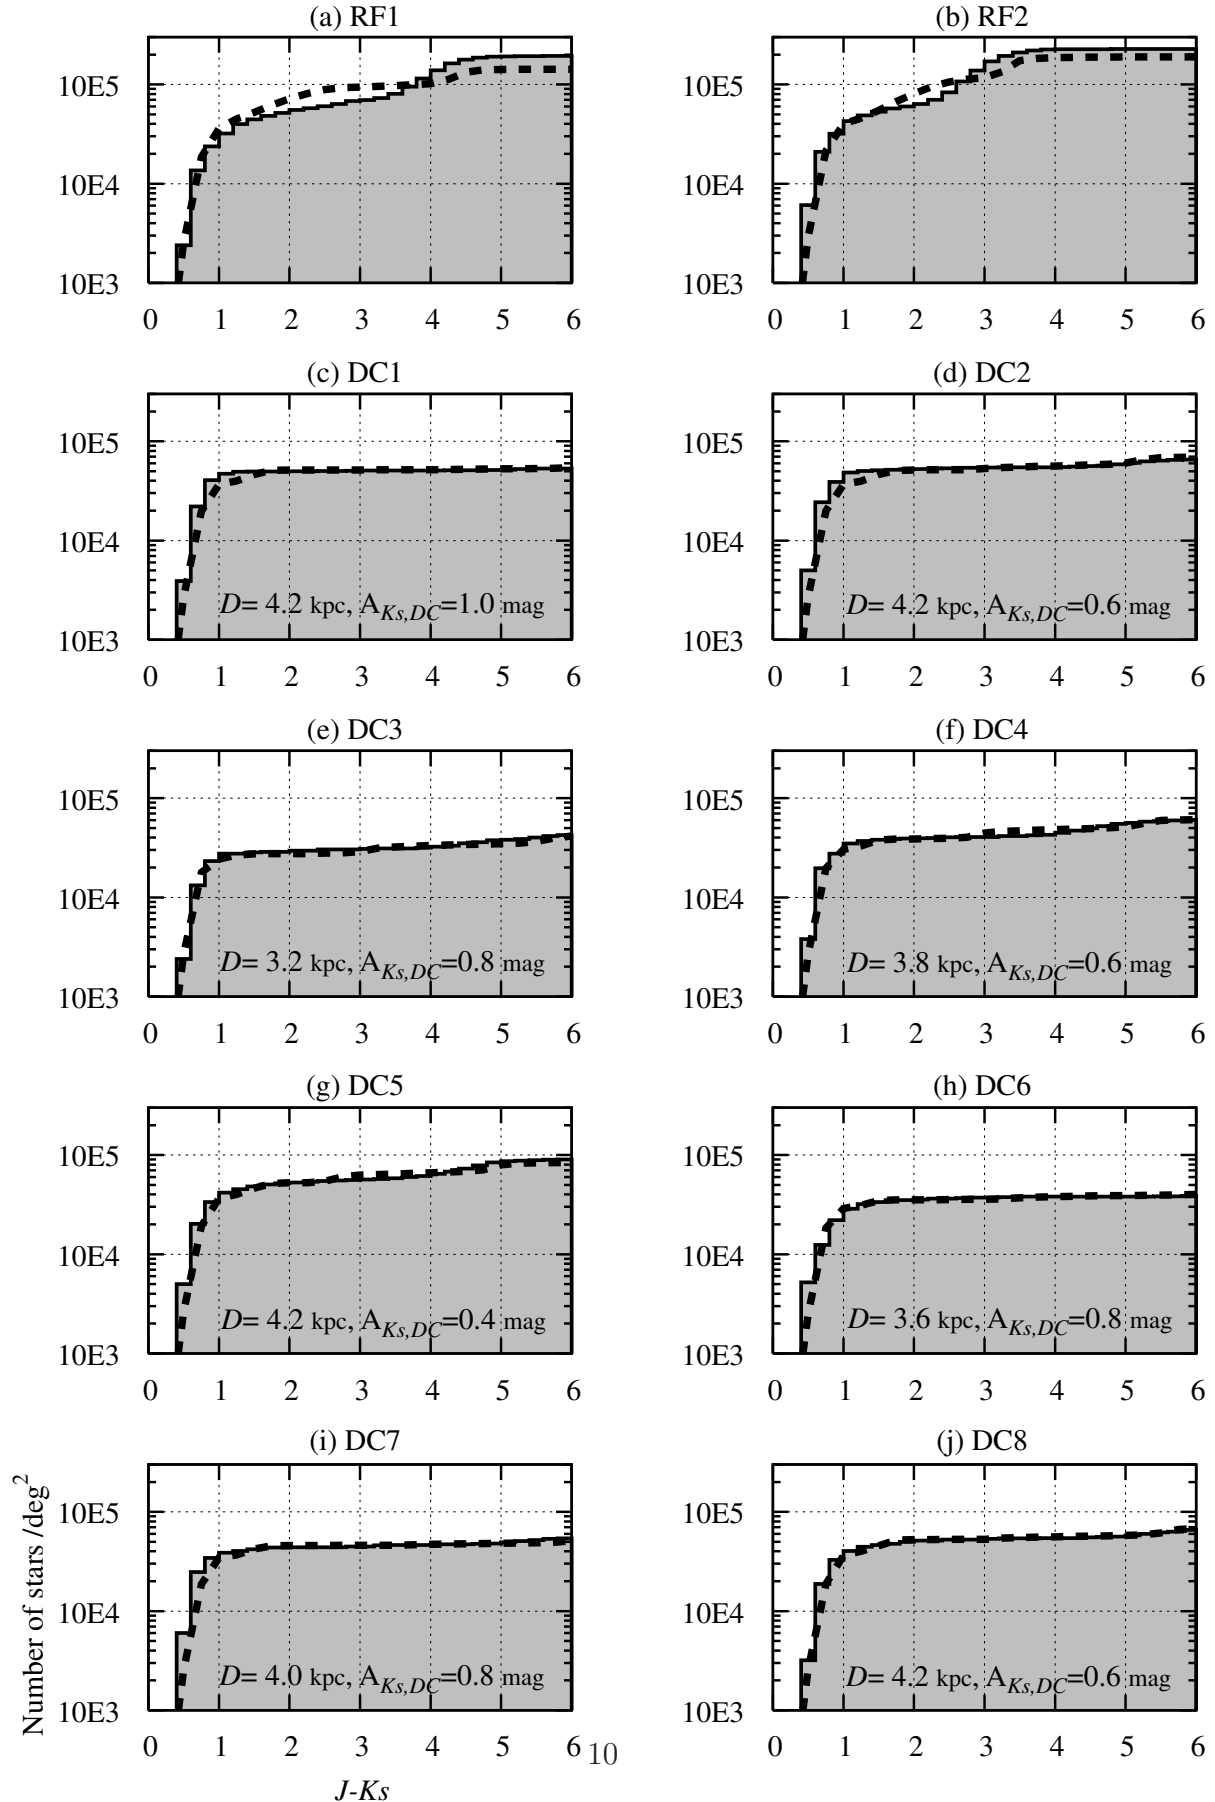 (a) RF1
10E5
10E4
10E3
0 1 2 3 4 5 6
(b) RF2
10E5
10E4
10E3
0 1 2 3 4 5 6
(c) DC1
10E5
10E4
10E3
D= 4.2 kpc, A_{Ks,DC}=1.0 mag
0 1 2 3 4 5 6
(d) DC2
10E5
10E4
10E3
D= 4.2 kpc, A_{Ks,DC}=0.6 mag
0 1 2 3 4 5 6
(e) DC3
10E5
10E4
10E3
D= 3.2 kpc, A_{Ks,DC}=0.8 mag
0 1 2 3 4 5 6
(f) DC4
10E5
10E4
10E3
D= 3.8 kpc, A_{Ks,DC}=0.6 mag
0 1 2 3 4 5 6
(g) DC5
10E5
10E4
10E3
D= 4.2 kpc, A_{Ks,DC}=0.4 mag
0 1 2 3 4 5 6
(h) DC6
10E5
10E4
10E3
D= 3.6 kpc, A_{Ks,DC}=0.8 mag
0 1 2 3 4 5 6
(i) DC7
Number of stars /deg^2
10E5
10E4
10E3
D= 4.0 kpc, A_{Ks,DC}=0.8 mag
0 1 2 3 4 5 6
J-Ks
(j) DC8
10E5
10E4
10E3
D= 4.2 kpc, A_{Ks,DC}=0.6 mag
0 1 2 3 4 5 6
10